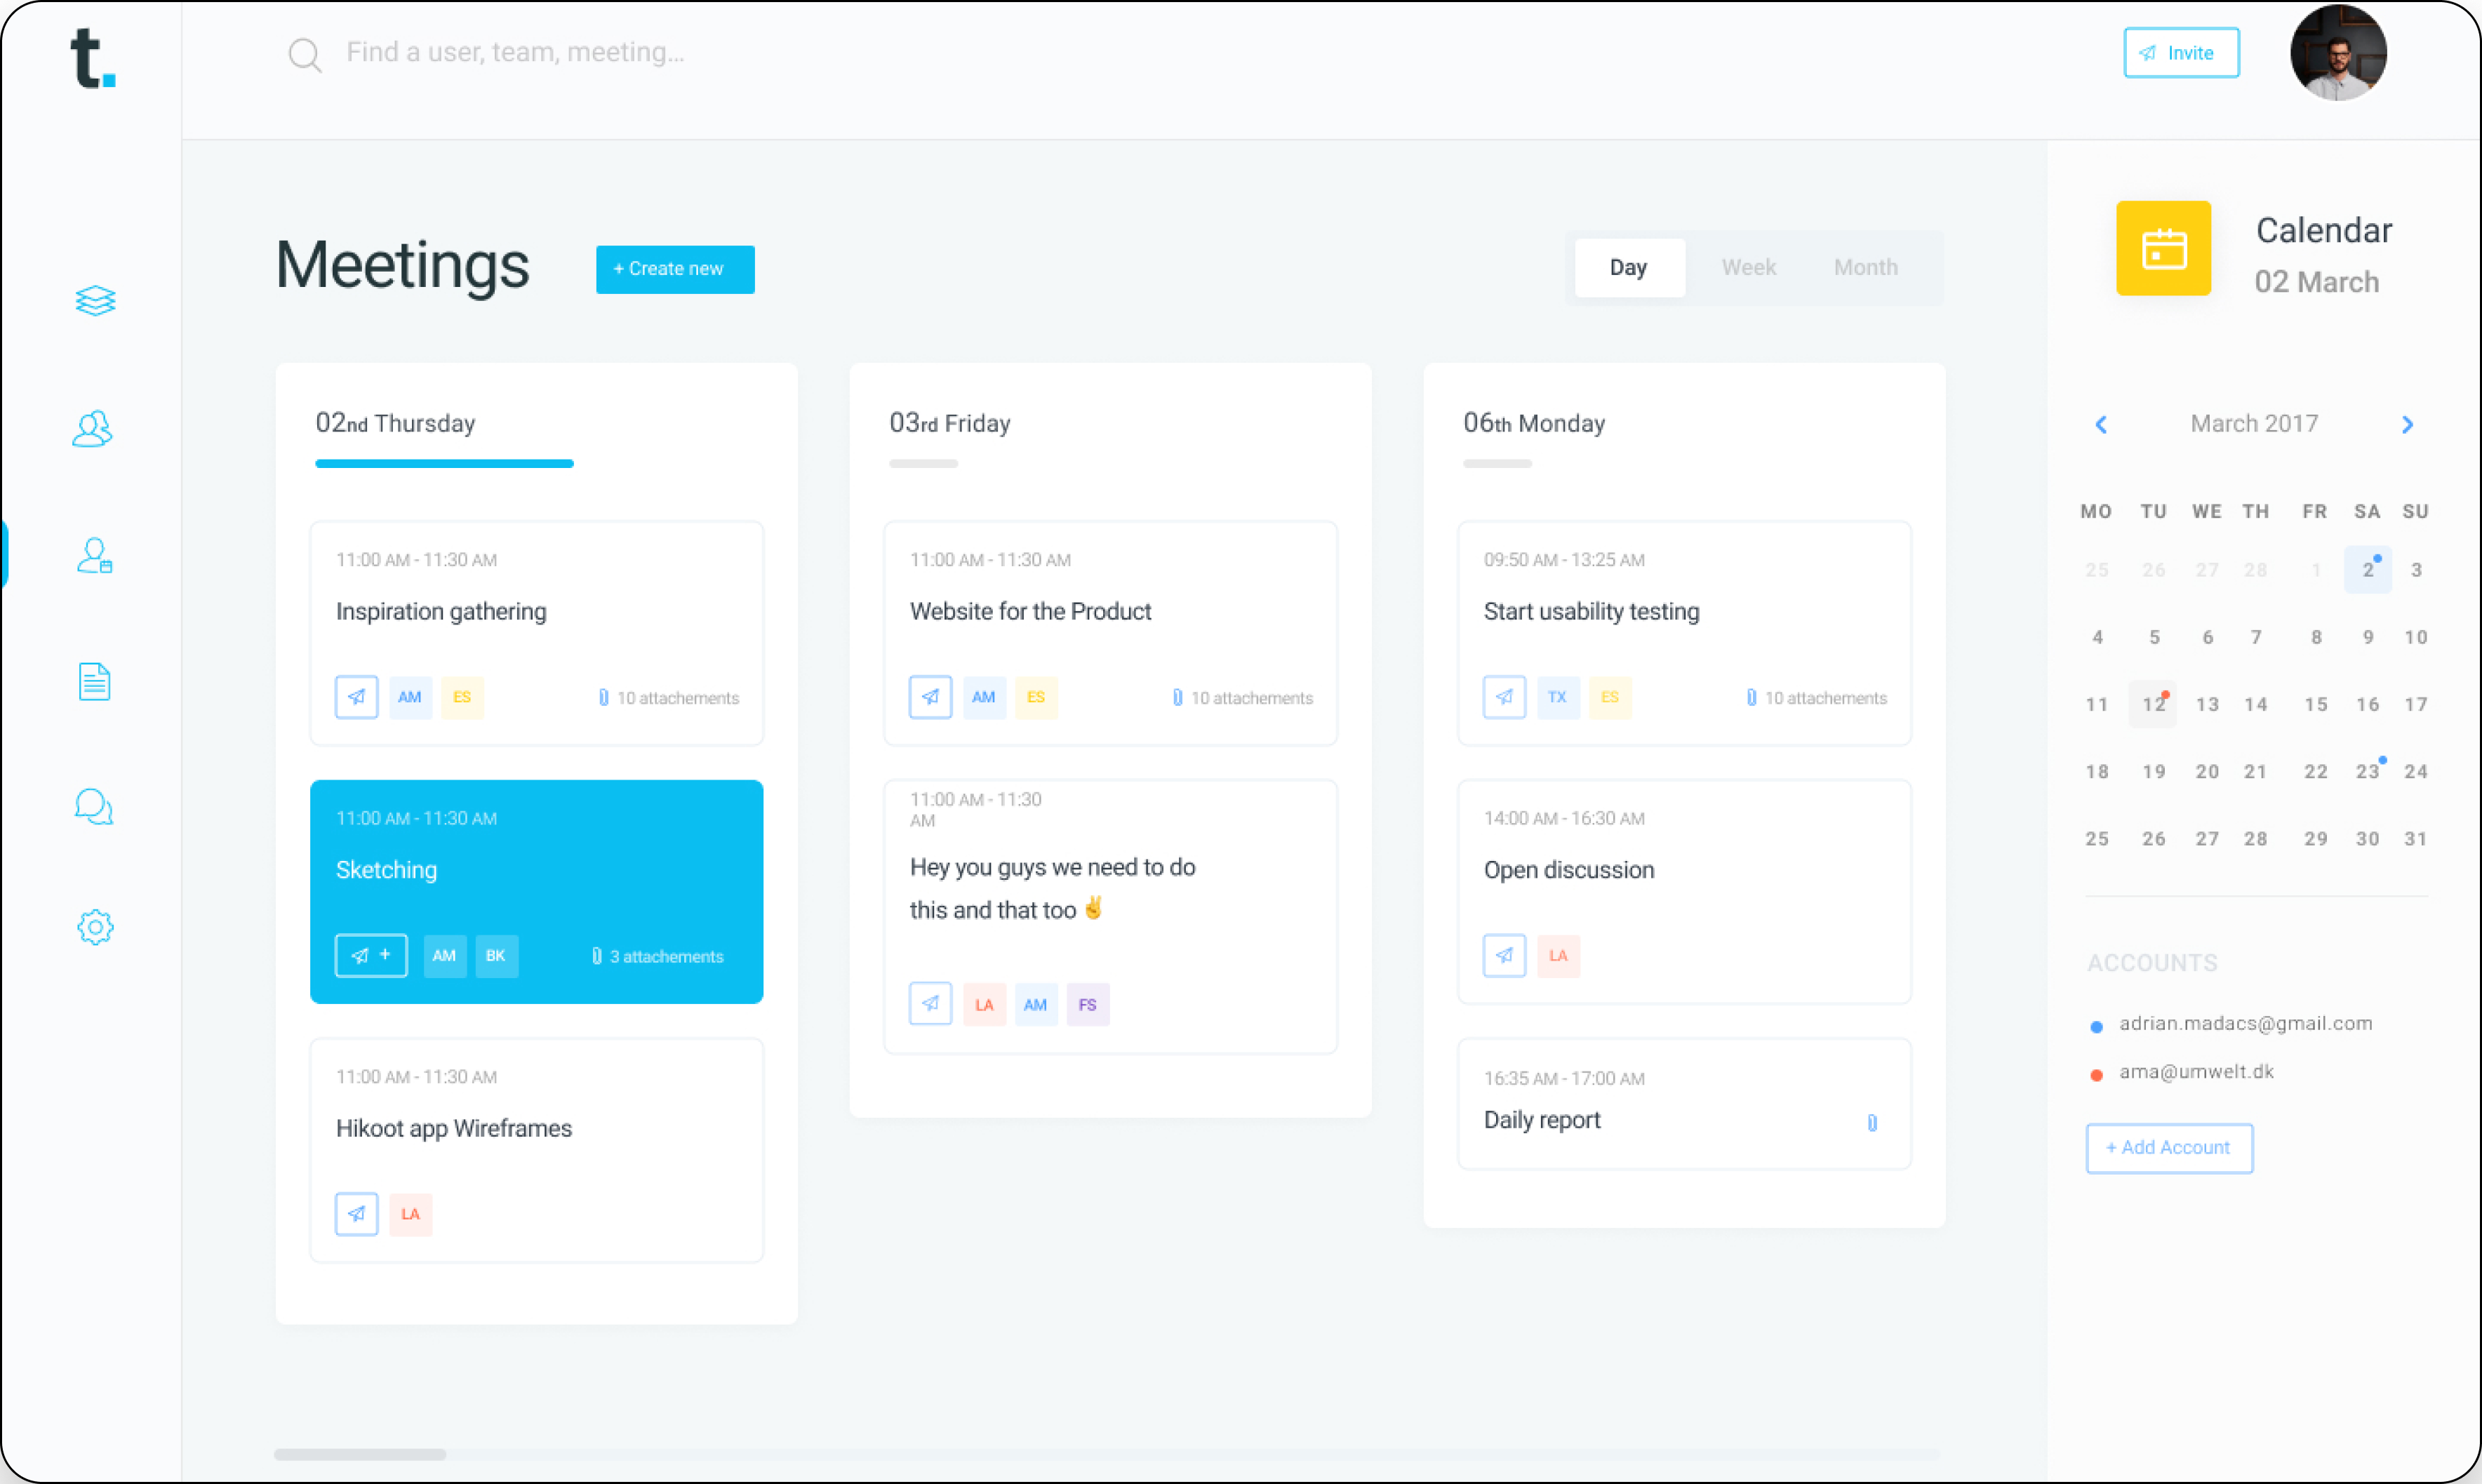 t.
Find a user, team, meeting...
Invite
Meetings
+ Create new
Day Week Month
Calendar
02 March
02nd Thursday
11:00 AM - 11:30 AM
Inspiration gathering
AM ES 10 attachements
11:00 AM - 11:30 AM
Sketching
+ AM BK 3 attachements
11:00 AM - 11:30 AM
Hikoot app Wireframes
LA
03rd Friday
11:00 AM - 11:30 AM
Website for the Product
AM ES 10 attachements
11:00 AM - 11:30
AM
Hey you guys we need to do
this and that too ✌️
LA AM FS
06th Monday
09:50 AM - 13:25 AM
Start usability testing
TX ES 10 attachements
14:00 AM - 16:30 AM
Open discussion
LA
16:35 AM - 17:00 AM
Daily report
March 2017
MO TU WE TH FR SA SU
25 26 27 28 1 2 3
4 5 6 7 8 9 10
11 12 13 14 15 16 17
18 19 20 21 22 23 24
25 26 27 28 29 30 31
ACCOUNTS
adrian.madacs@gmail.com
ama@umwelt.dk
+ Add Account